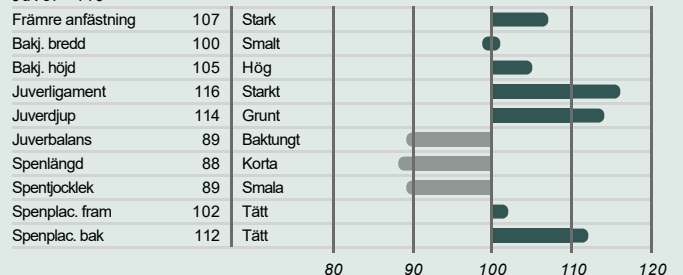 Främre anfästning 107 Stark
Bakj. bredd 100 Smalt
Bakj. höjd 105 Hög
Juverligament 116 Starkt
Juverdjup 114 Grunt
Juverbalans 89 Baktungt
Spenlängd 88 Korta
Spentjocklek 89 Smala
Spenplac. fram 102 Tätt
Spenplac. bak 112 Tätt
80 90 100 110 120